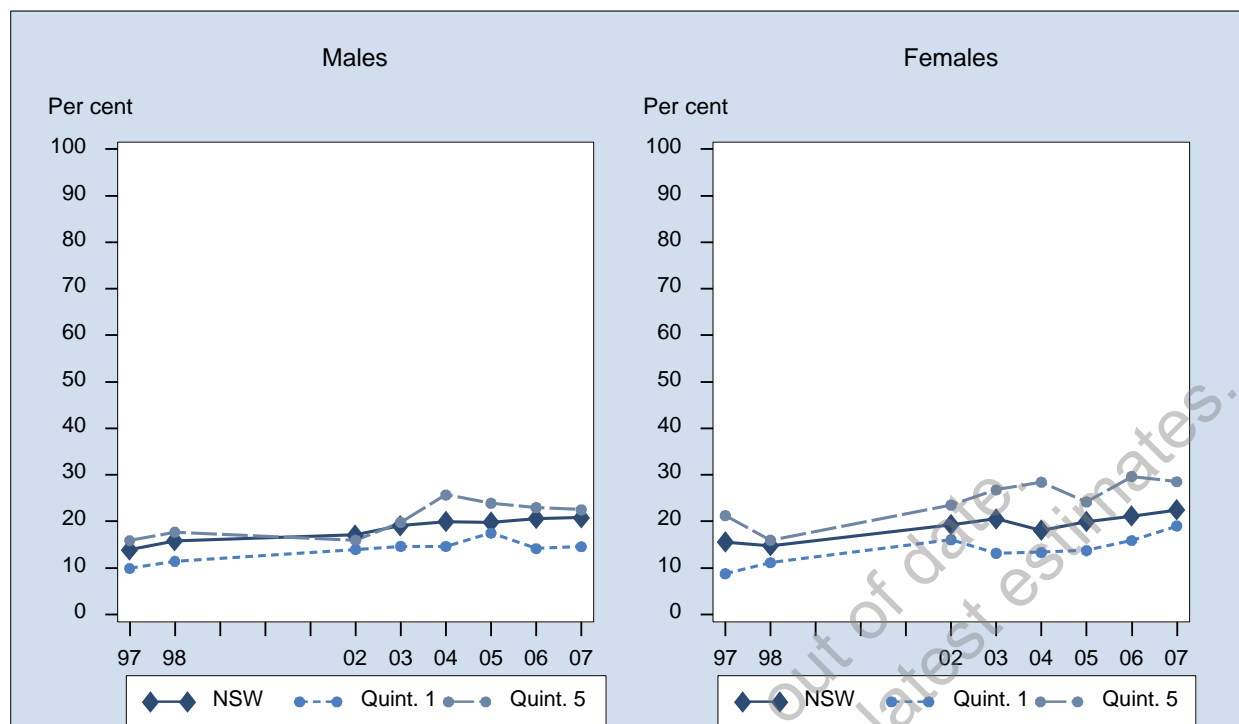 Males
Per cent
100
90
80
70
60
50
40
30
20
10
0
97 98 02 03 04 05 06 07
NSW Quint. 1 Quint. 5
Females
Per cent
100
90
80
70
60
50
40
30
20
10
0
97 98 02 03 04 05 06 07
NSW Quint. 1 Quint. 5
out of date.
latest estimates.